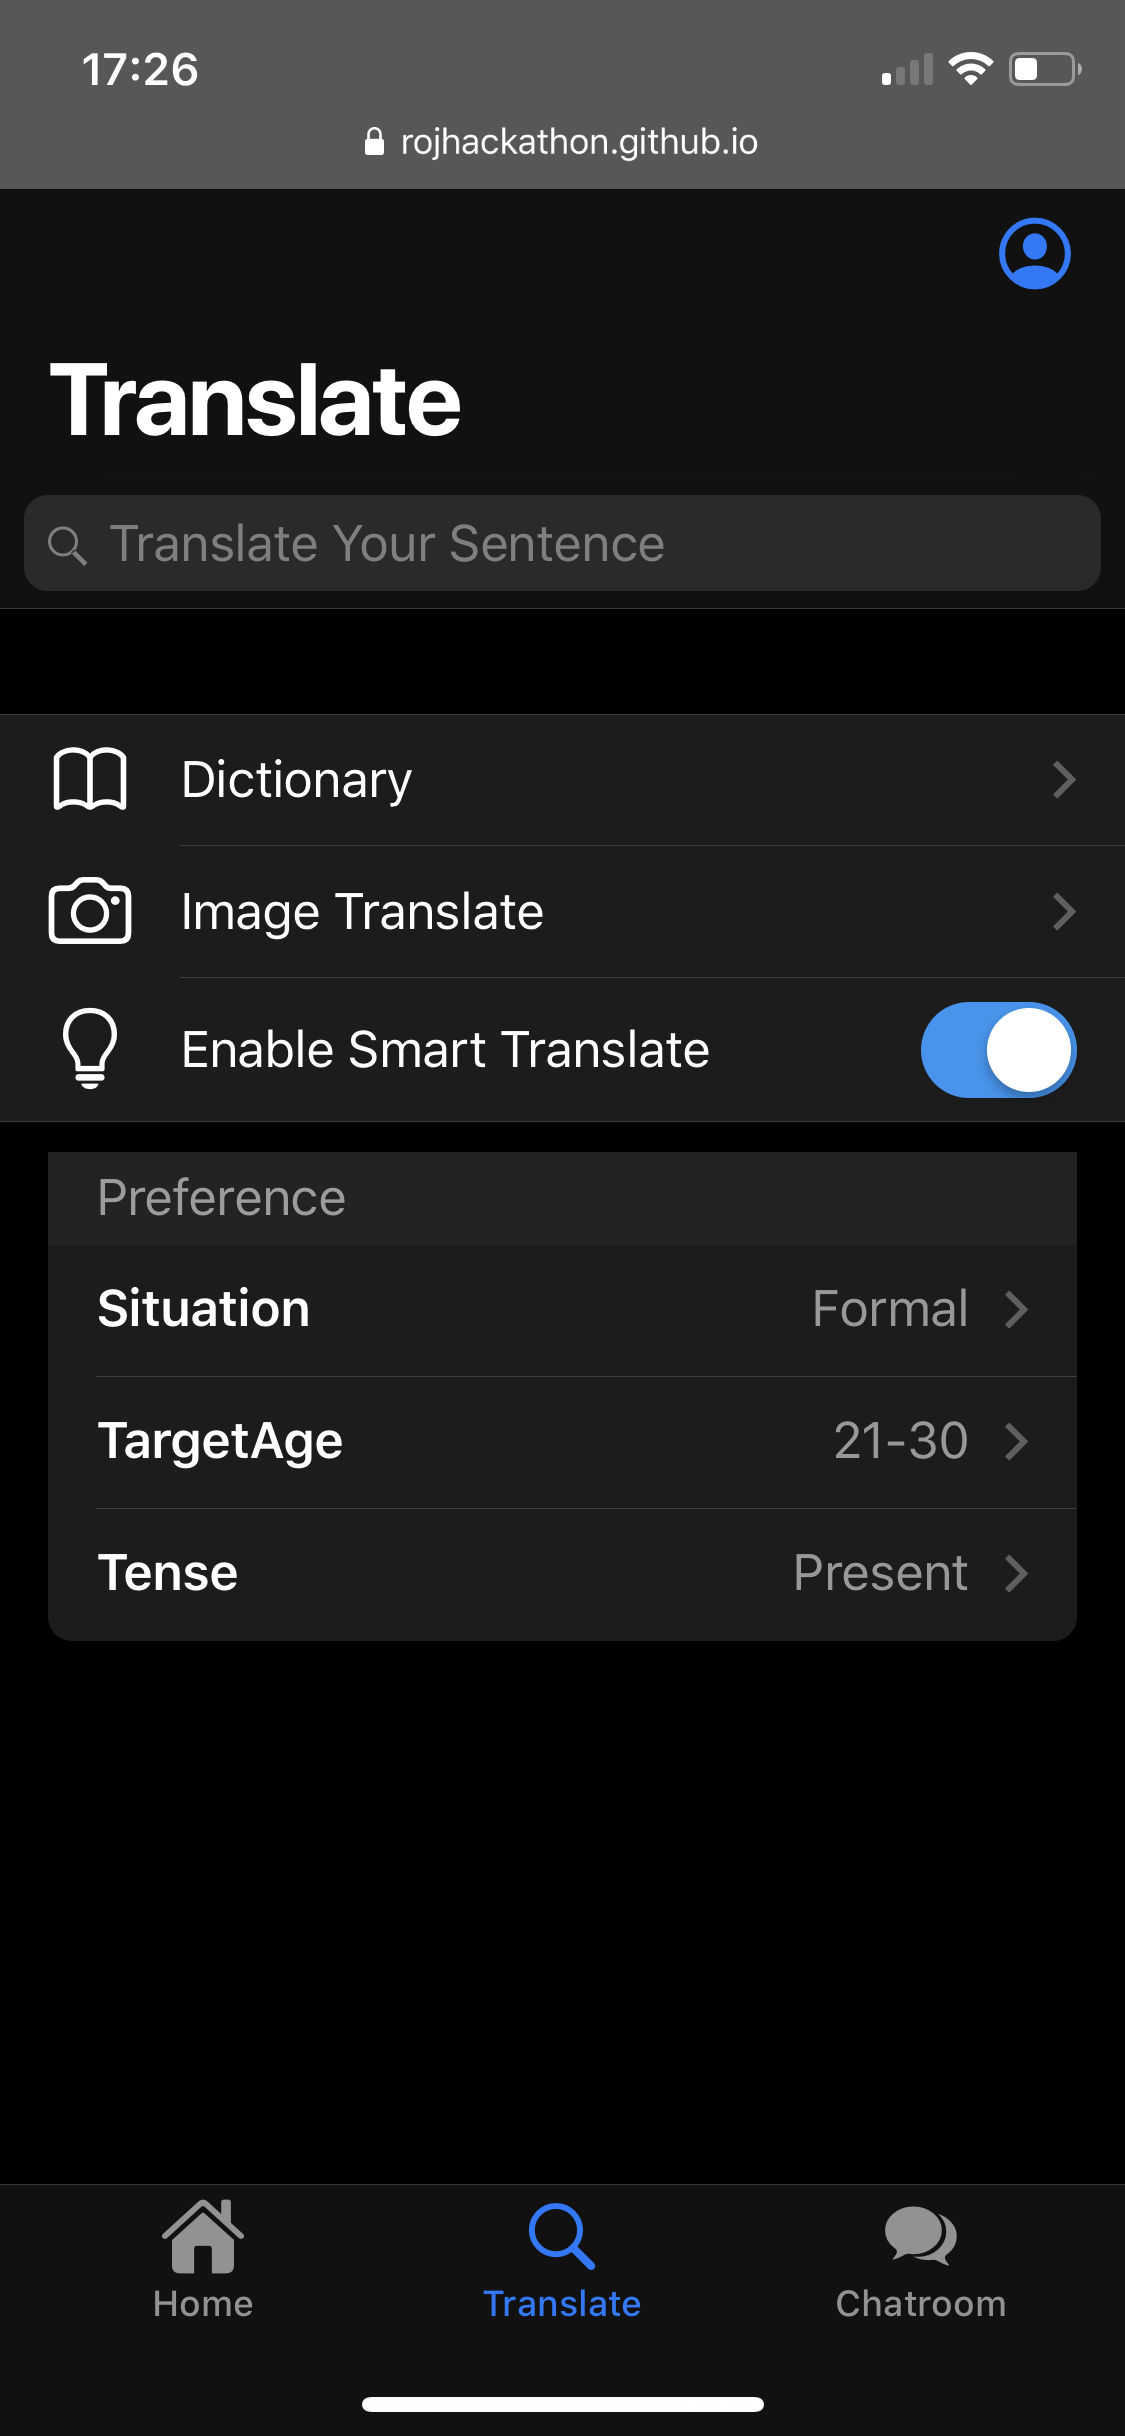 17:26
rojhackathon.github.io
Translate
Translate Your Sentence
Dictionary
Image Translate
Enable Smart Translate
Preference
Situation Formal
TargetAge 21-30
Tense Present
Home Translate Chatroom